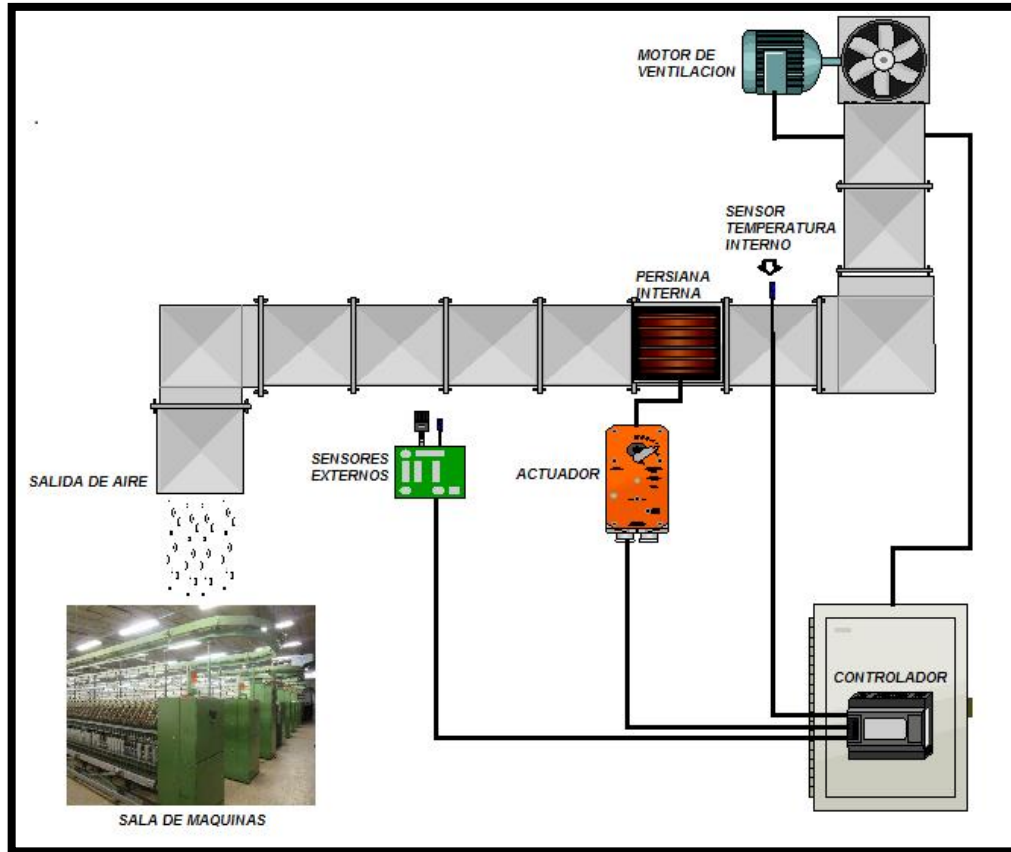 MOTOR DE
VENTILACION
SENSOR
TEMPERATURA
INTERNO
PERSIANA
INTERNA
SENSORES
EXTERNOS
ACTUADOR
SALIDA DE AIRE
CONTROLADOR
SALA DE MAQUINAS